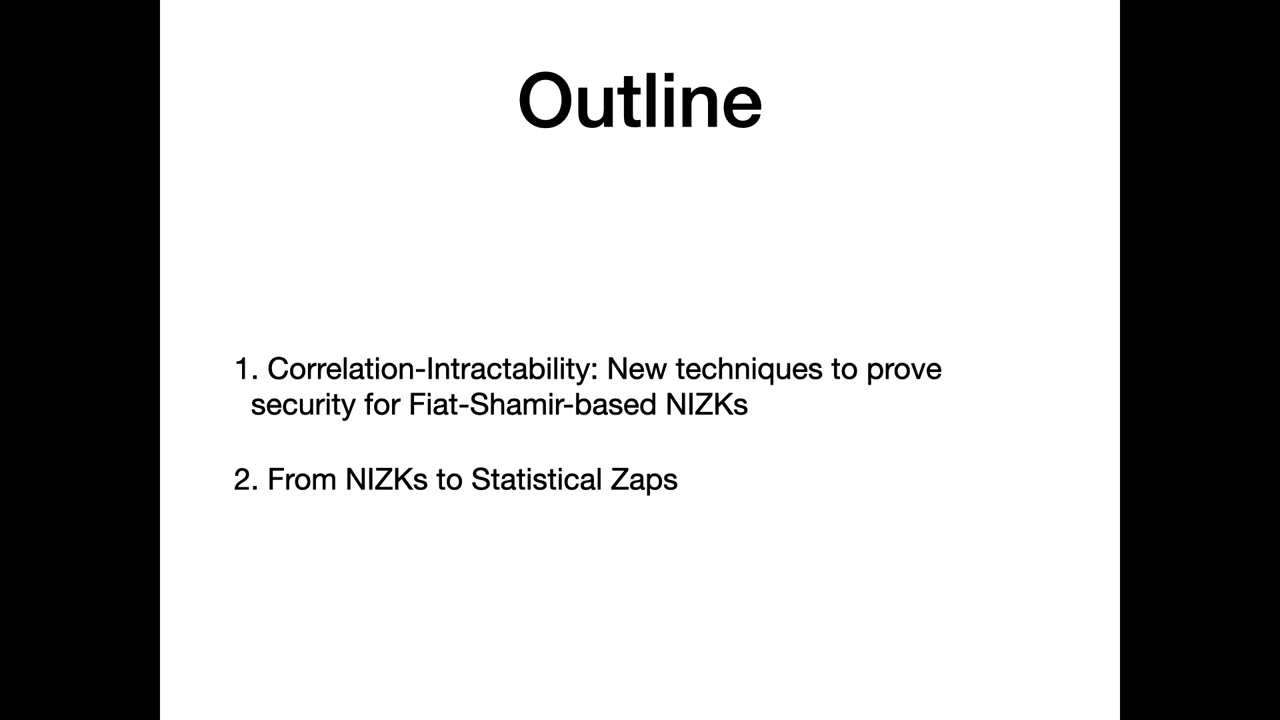 Outline
1. Correlation-Intractability: New techniques to prove
security for Fiat-Shamir-based NIZKs
2. From NIZKs to Statistical Zaps